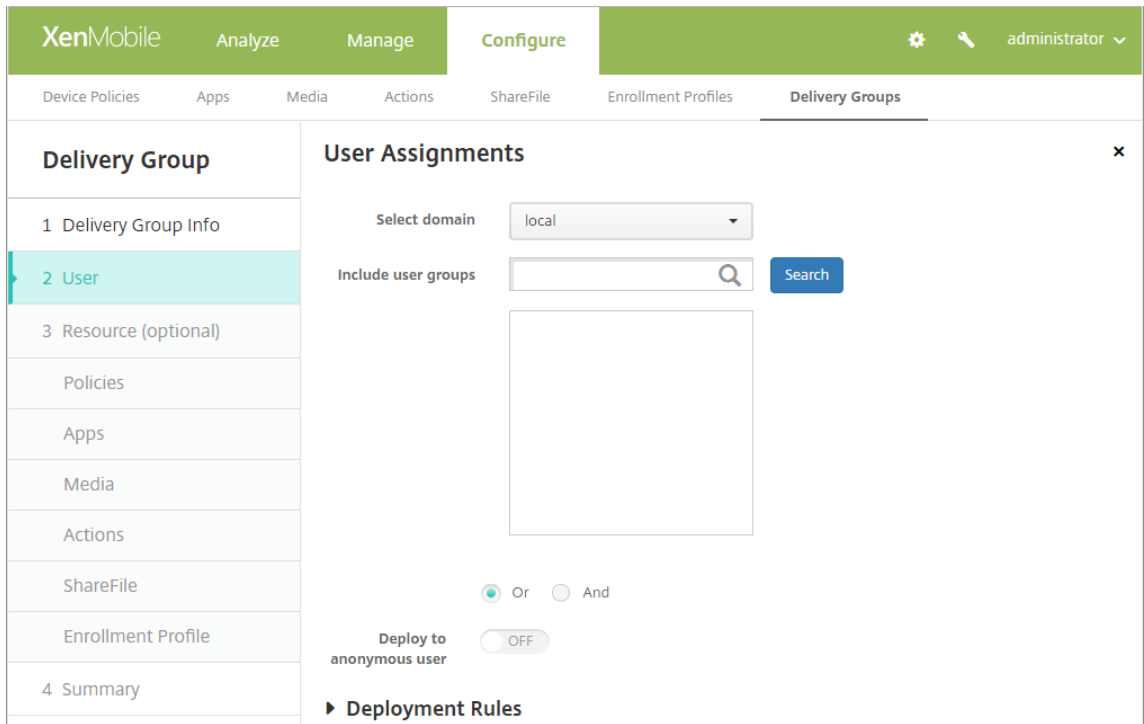 XenMobile Analyze Manage Configure administrator
Device Policies Apps Media Actions ShareFile Enrollment Profiles Delivery Groups
Delivery Group
1 Delivery Group Info
2 User
3 Resource (optional)
Policies
Apps
Media
Actions
ShareFile
Enrollment Profile
4 Summary
User Assignments
Select domain local
Include user groups Search
Or And
Deploy to
anonymous user OFF
Deployment Rules